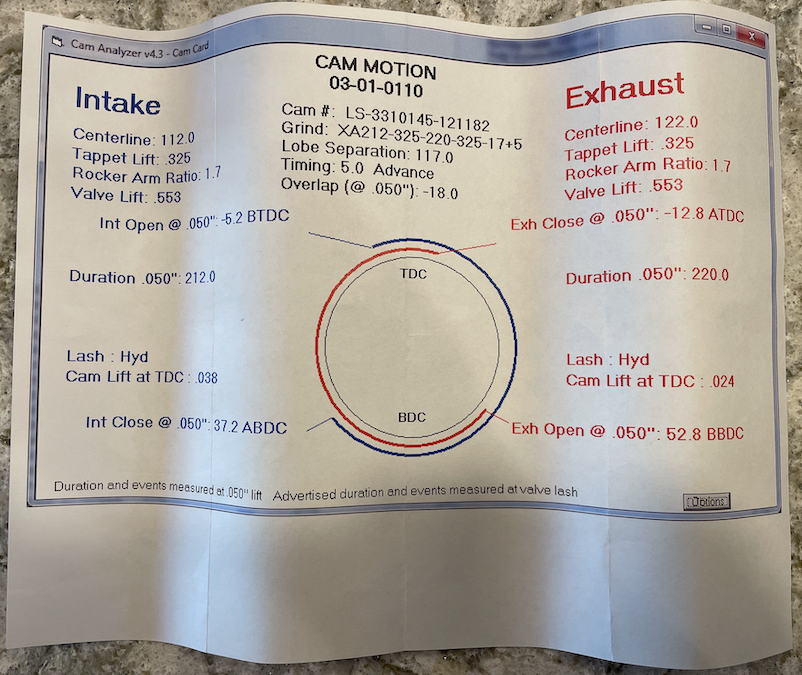 Cam Analyzer v4.3 - Cam Card
CAM MOTION
03-01-0110
Intake
Centerline: 112.0
Tappet Lift: .325
Rocker Arm Ratio: 1.7
Valve Lift: .553
Cam #: LS-3310145-121182
Grind: XA212-325-220-325-17+5
Lobe Separation: 117.0
Timing: 5.0 Advance
Overlap (@ .050"): -18.0
Exhaust
Centerline: 122.0
Tappet Lift: .325
Rocker Arm Ratio: 1.7
Valve Lift: .553
Int Open @ .050": -5.2 BTDC
Exh Close @ .050": -12.8 ATDC
TDC
Duration .050": 212.0
Duration .050": 220.0
Lash : Hyd
Cam Lift at TDC : .038
Lash : Hyd
Cam Lift at TDC : .024
BDC
Int Close @ .050": 37.2 ABDC
Exh Open @ .050": 52.8 BBDC
Duration and events measured at .050" lift Advertised duration and events measured at valve lash
Options